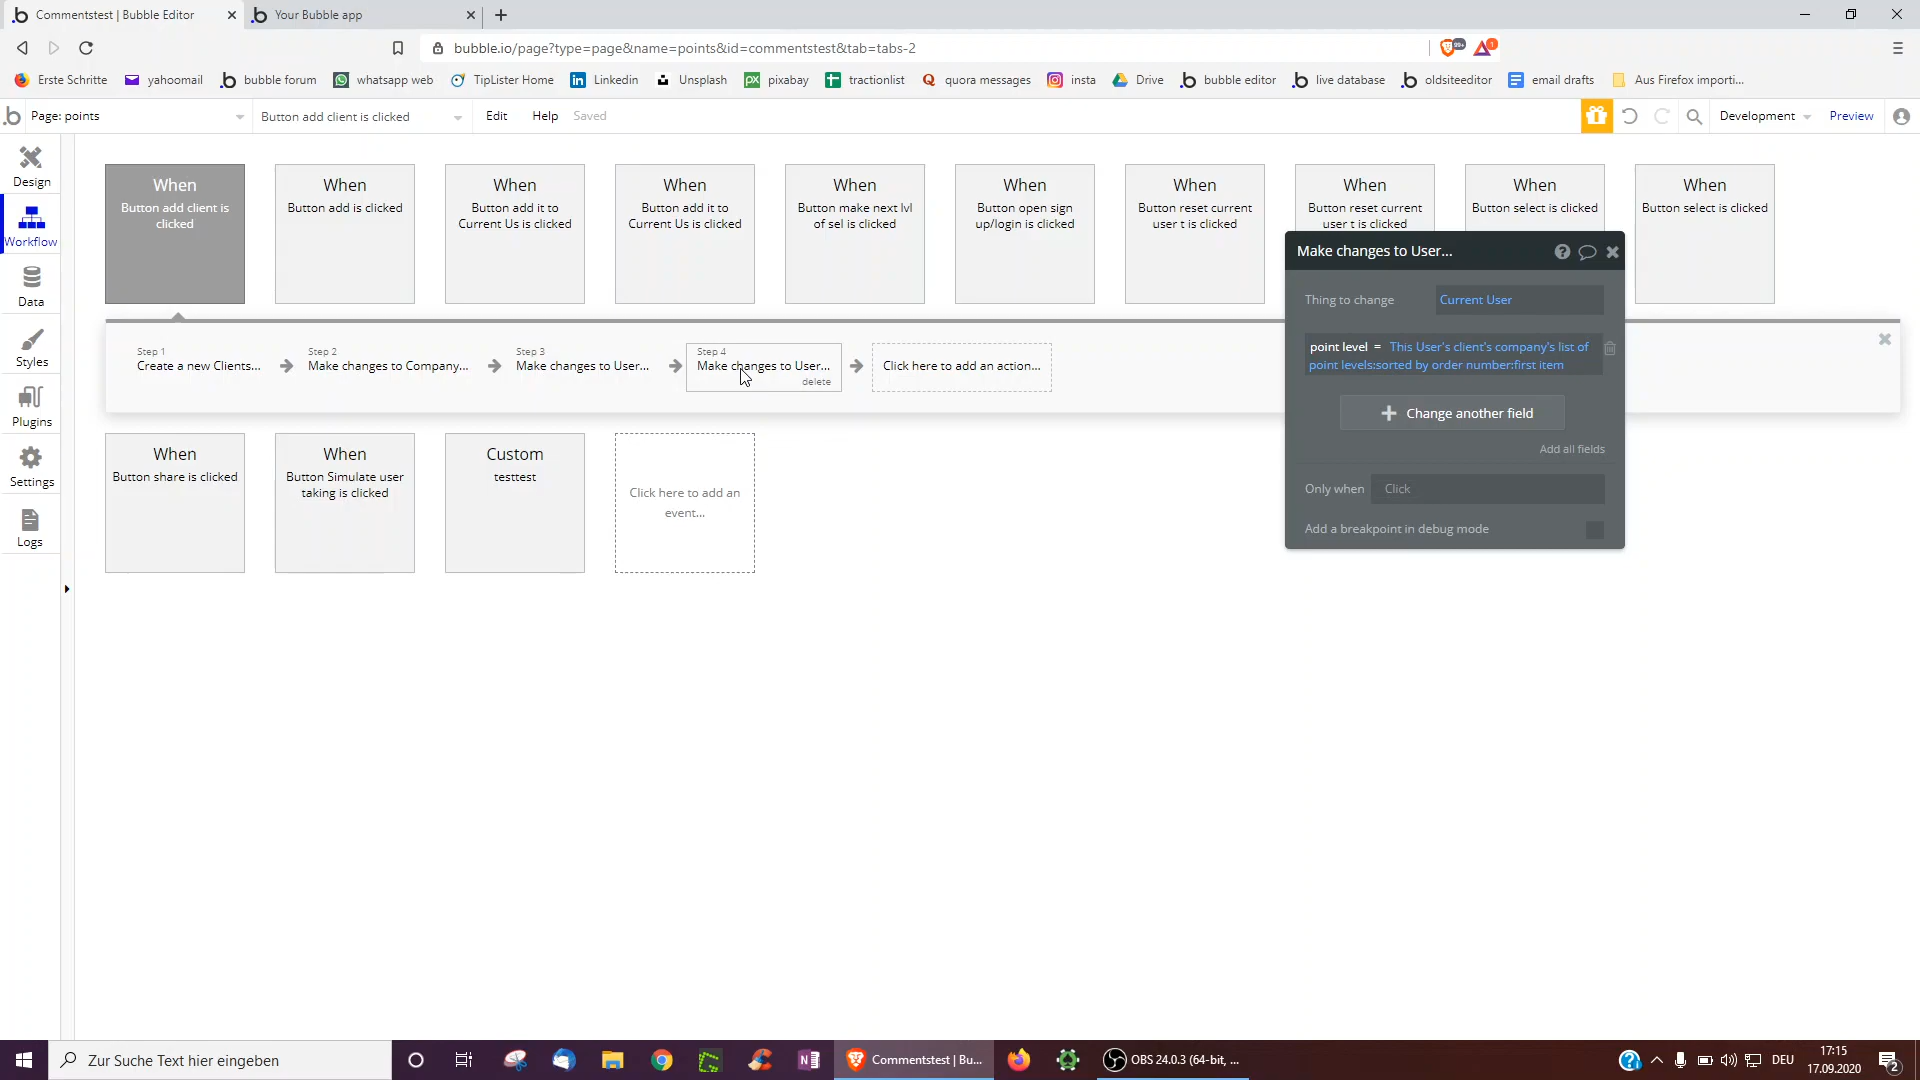 Commentstest | Bubble Editor
Your Bubble app
bubble.io/page?type=page&name=points&id=commentstest&tab=tabs-2
99+
1
Erste Schritte
yahoomail
bubble forum
whatsapp web
TipLister Home
Linkedin
Unsplash
pixabay
tractionlist
quora messages
insta
Drive
bubble editor
live database
oldsiteeditor
email drafts
Aus Firefox importi...
Page: points
Button add client is clicked
Edit
Help
Saved
Development
Preview
Design
Workflow
Data
Styles
Plugins
Settings
Logs
When
Button add client is
clicked
When
Button add is clicked
When
Button add it to
Current Us is clicked
When
Button add it to
Current Us is clicked
When
Button make next lvl
of sel is clicked
When
Button open sign
up/login is clicked
When
Button reset current
user t is clicked
When
Button reset current
user t is clicked
When
Button select is clicked
When
Button select is clicked
Step 1
Create a new Clients...
Step 2
Make changes to Company...
Step 3
Make changes to User...
Step 4
Make changes to User...
delete
Click here to add an action...
When
Button share is clicked
When
Button Simulate user
taking is clicked
Custom
testtest
Click here to add an
event...
Make changes to User...
Thing to change
Current User
point level = This User's client's company's list of
point levels:sorted by order number:first item
Change another field
Add all fields
Only when
Click
Add a breakpoint in debug mode
Zur Suche Text hier eingeben
Commentstest | Bu...
OBS 24.0.3 (64-bit, ...
DEU
17:15
17.09.2020
2